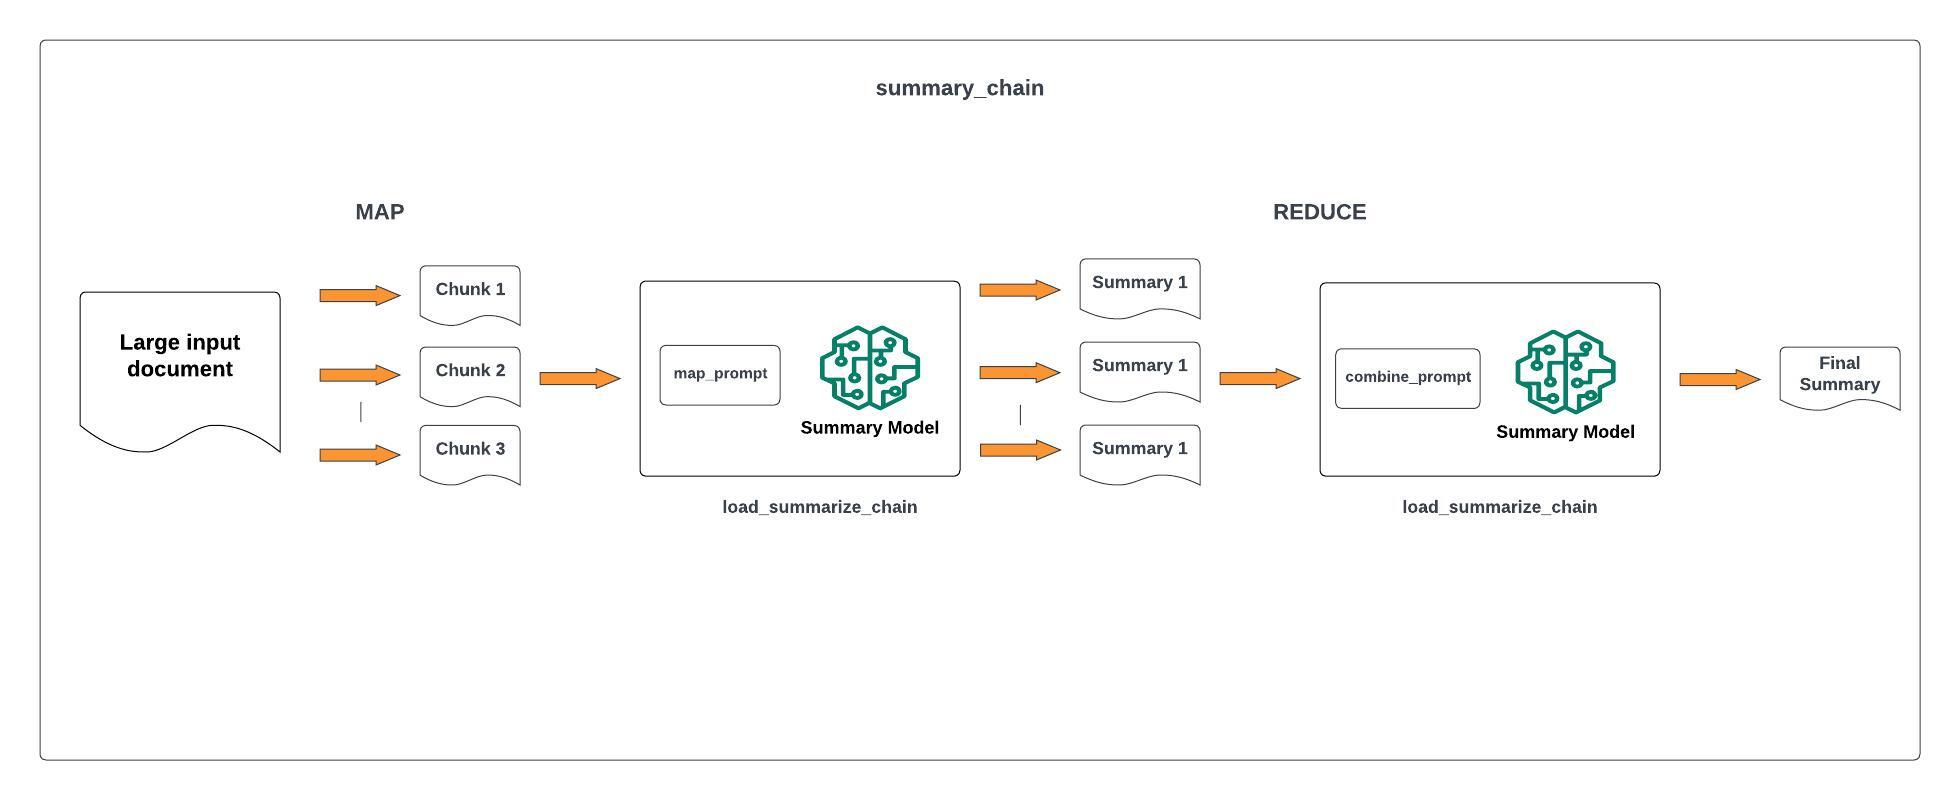 summary_chain
MAP
REDUCE
Large input
document
Chunk 1
Chunk 2
Chunk 3
map_prompt
Summary Model
load_summarize_chain
Summary 1
Summary 1
Summary 1
combine_prompt
Summary Model
load_summarize_chain
Final
Summary